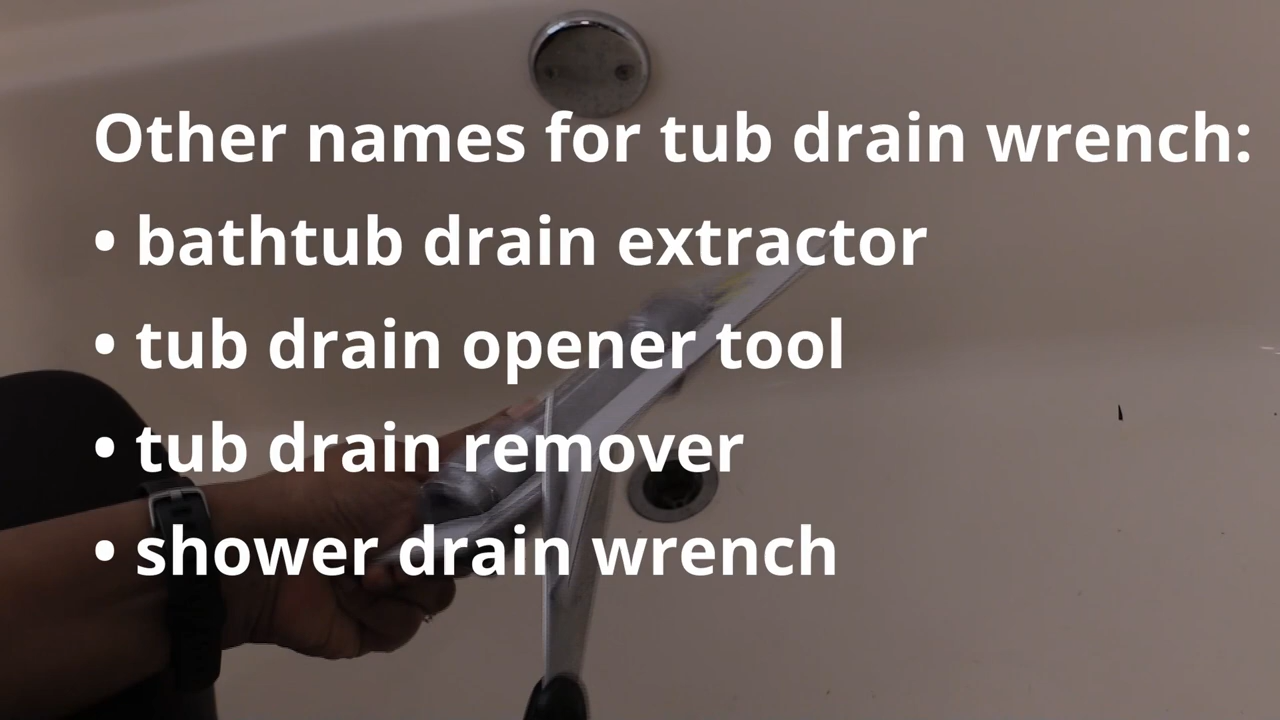 Other names for tub drain wrench:
• bathtub drain extractor
• tub drain opener tool
• tub drain remover
• shower drain wrench